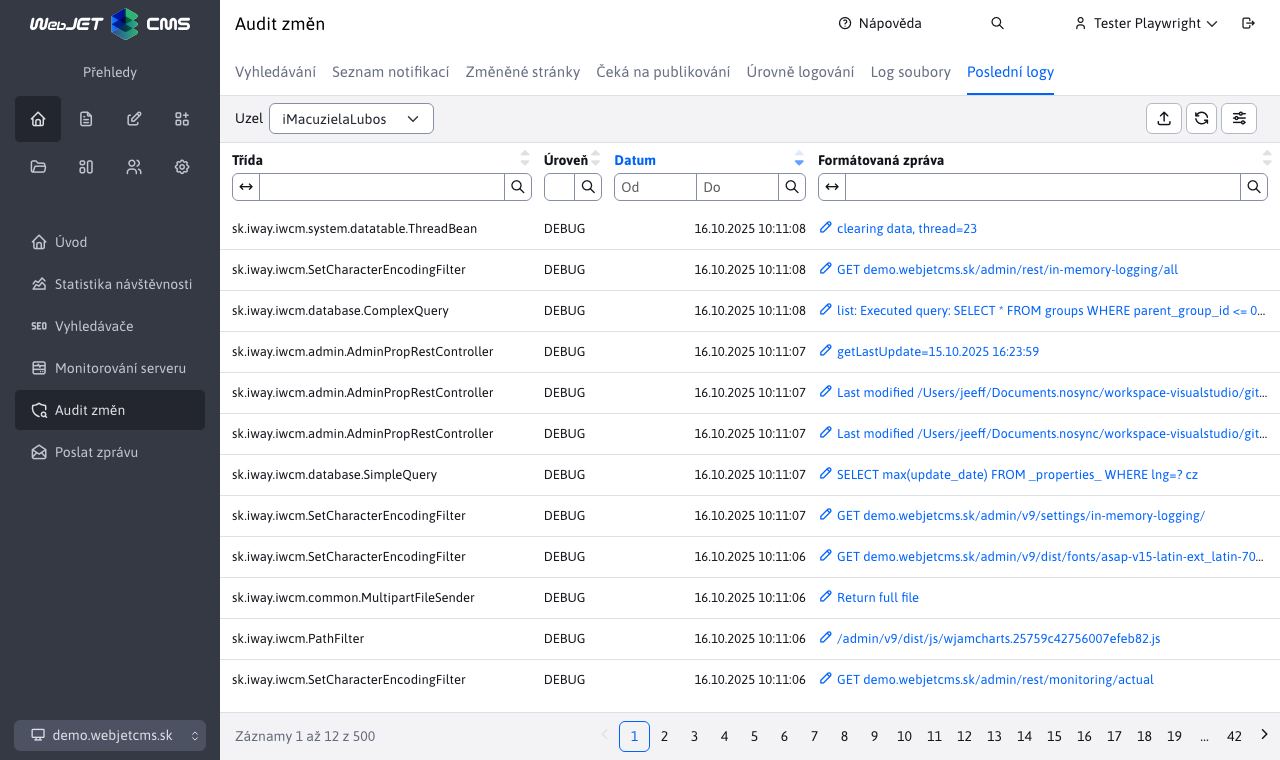 WebJET CMS
Audit změn
Nápověda
Tester Playwright
Přehledy
Vyhledávání
Seznam notifikací
Změněné stránky
Čeká na publikování
Úrovně logování
Log soubory
Poslední logy
Uzel
iMacuzielaLubos
Třída
Úroveň
Datum
Formátovaná zpráva
Od
Do
sk.iway.iwcm.system.datatable.ThreadBean DEBUG 16.10.2025 10:11:08 clearing data, thread=23
sk.iway.iwcm.SetCharacterEncodingFilter DEBUG 16.10.2025 10:11:08 GET demo.webjetcms.sk/admin/rest/in-memory-logging/all
sk.iway.iwcm.database.ComplexQuery DEBUG 16.10.2025 10:11:08 list: Executed query: SELECT * FROM groups WHERE parent_group_id <= 0...
sk.iway.iwcm.admin.AdminPropRestController DEBUG 16.10.2025 10:11:07 getLastUpdate=15.10.2025 16:23:59
sk.iway.iwcm.admin.AdminPropRestController DEBUG 16.10.2025 10:11:07 Last modified /Users/jeeff/Documents.nosync/workspace-visualstudio/git...
sk.iway.iwcm.admin.AdminPropRestController DEBUG 16.10.2025 10:11:07 Last modified /Users/jeeff/Documents.nosync/workspace-visualstudio/git...
sk.iway.iwcm.database.SimpleQuery DEBUG 16.10.2025 10:11:07 SELECT max(update_date) FROM _properties_ WHERE lng=? cz
sk.iway.iwcm.SetCharacterEncodingFilter DEBUG 16.10.2025 10:11:07 GET demo.webjetcms.sk/admin/v9/settings/in-memory-logging/
sk.iway.iwcm.SetCharacterEncodingFilter DEBUG 16.10.2025 10:11:06 GET demo.webjetcms.sk/admin/v9/dist/fonts/asap-v15-latin-ext_latin-70...
sk.iway.iwcm.common.MultipartFileSender DEBUG 16.10.2025 10:11:06 Return full file
sk.iway.iwcm.PathFilter DEBUG 16.10.2025 10:11:06 /admin/v9/dist/js/wjamcharts.25759c42756007efeb82.js
sk.iway.iwcm.SetCharacterEncodingFilter DEBUG 16.10.2025 10:11:06 GET demo.webjetcms.sk/admin/rest/monitoring/actual
Úvod
Statistika návštěvnosti
SEO Vyhledávače
Monitorování serveru
Audit změn
Poslat zprávu
demo.webjetcms.sk
Záznamy 1 až 12 z 500
1 2 3 4 5 6 7 8 9 10 11 12 13 14 15 16 17 18 19 ... 42